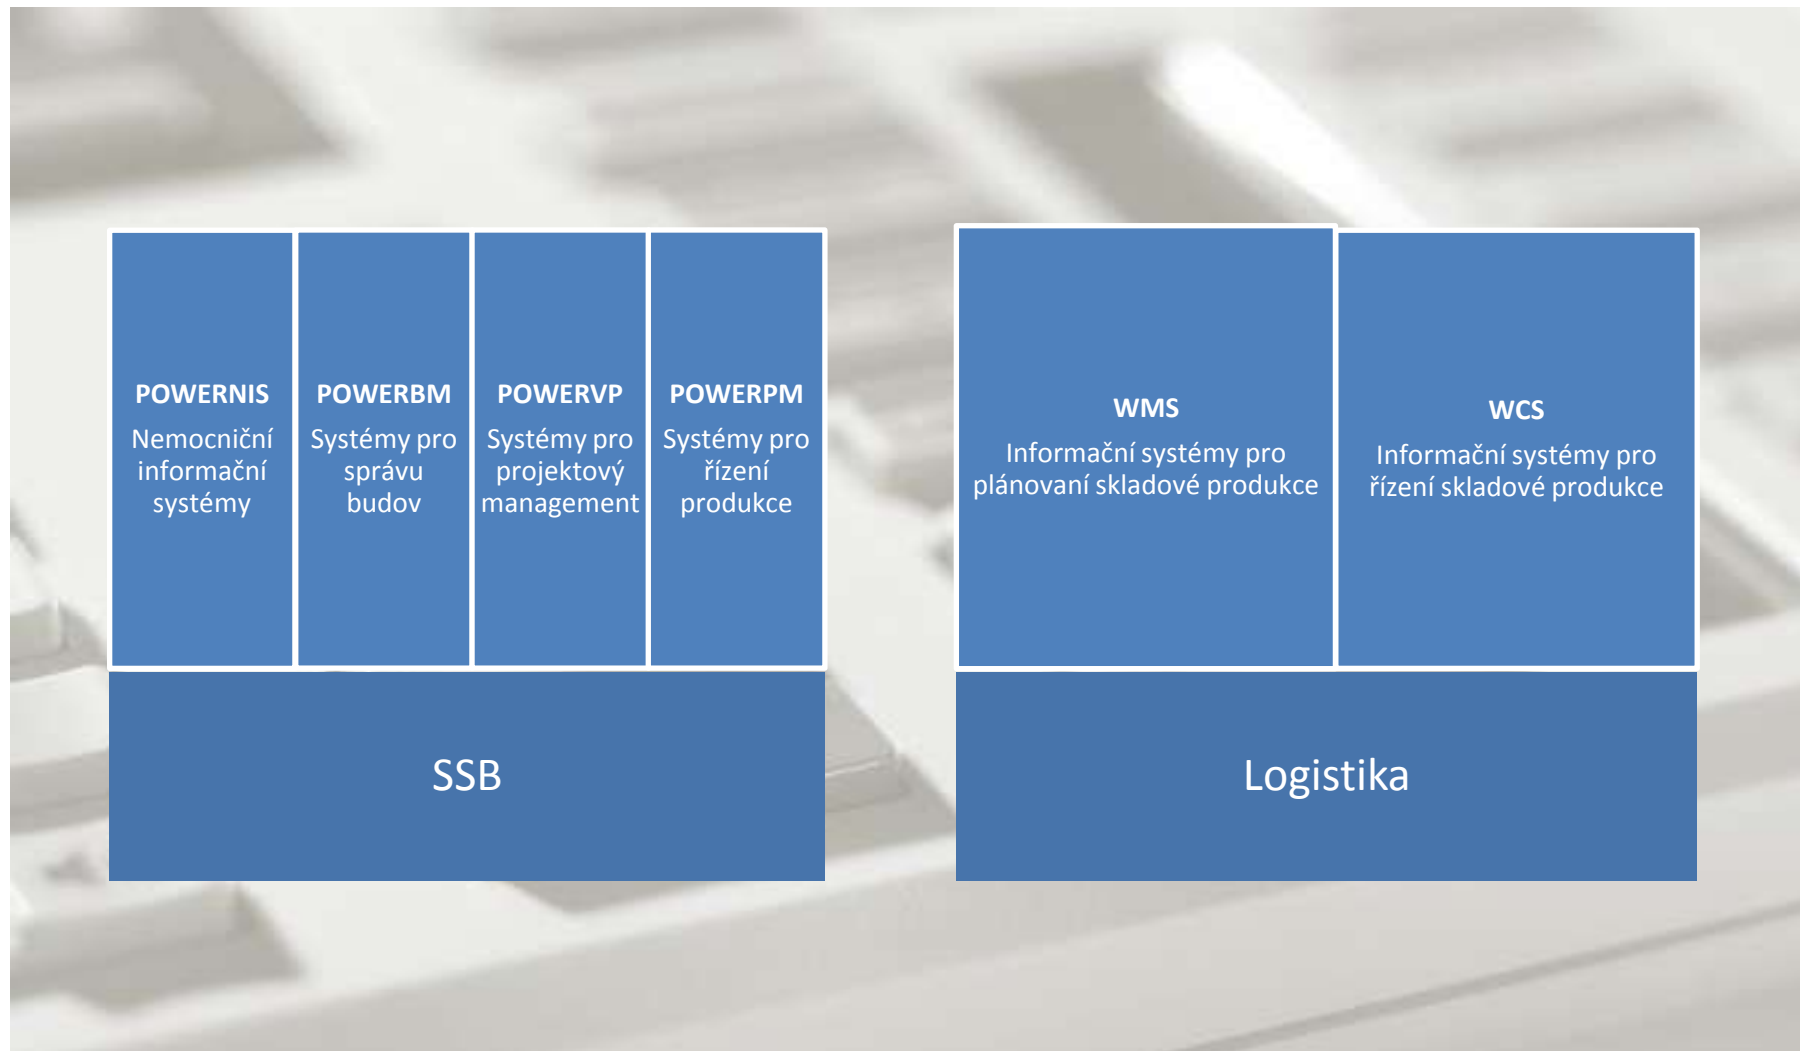 POWERNIS
Nemocniční
informační
systémy
POWERBM
Systémy pro
správu
budov
POWERVP
Systémy pro
projektový
management
POWERPM
Systémy pro
řízení
produkce
SSB
WMS
Informační systémy pro
plánovaní skladové produkce
WCS
Informační systémy pro
řízení skladové produkce
Logistika